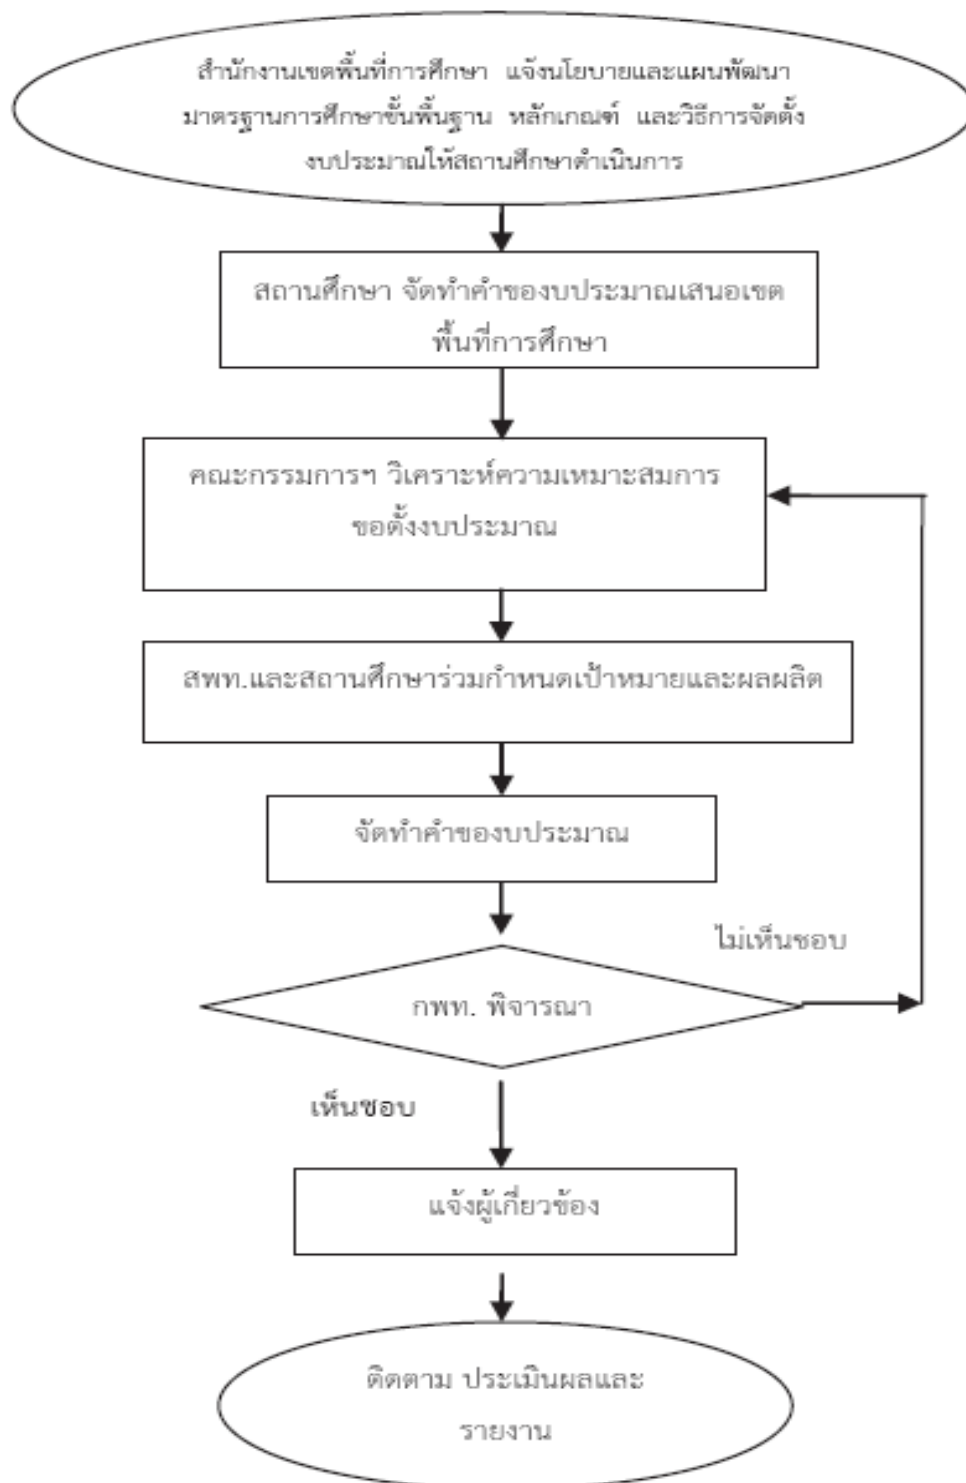 สำนักงานเขตพื้นที่การศึกษา แจ้งนโยบายและแผนพัฒนา
มาตรฐานการศึกษาขั้นพื้นฐาน หลักเกณฑ์ และวิธีการจัดตั้ง
งบประมาณให้สถานศึกษาดำเนินการ
สถานศึกษา จัดทำคำของบประมาณเสนอเขต
พื้นที่การศึกษา
คณะกรรมการฯ วิเคราะห์ความเหมาะสมการ
ขอตั้งงบประมาณ
สพท.และสถานศึกษาร่วมกำหนดเป้าหมายและผลผลิต
จัดทำคำของบประมาณ
ไม่เห็นชอบ
กพท. พิจารณา
เห็นชอบ
แจ้งผู้เกี่ยวข้อง
ติดตาม ประเมินผลและ
รายงาน